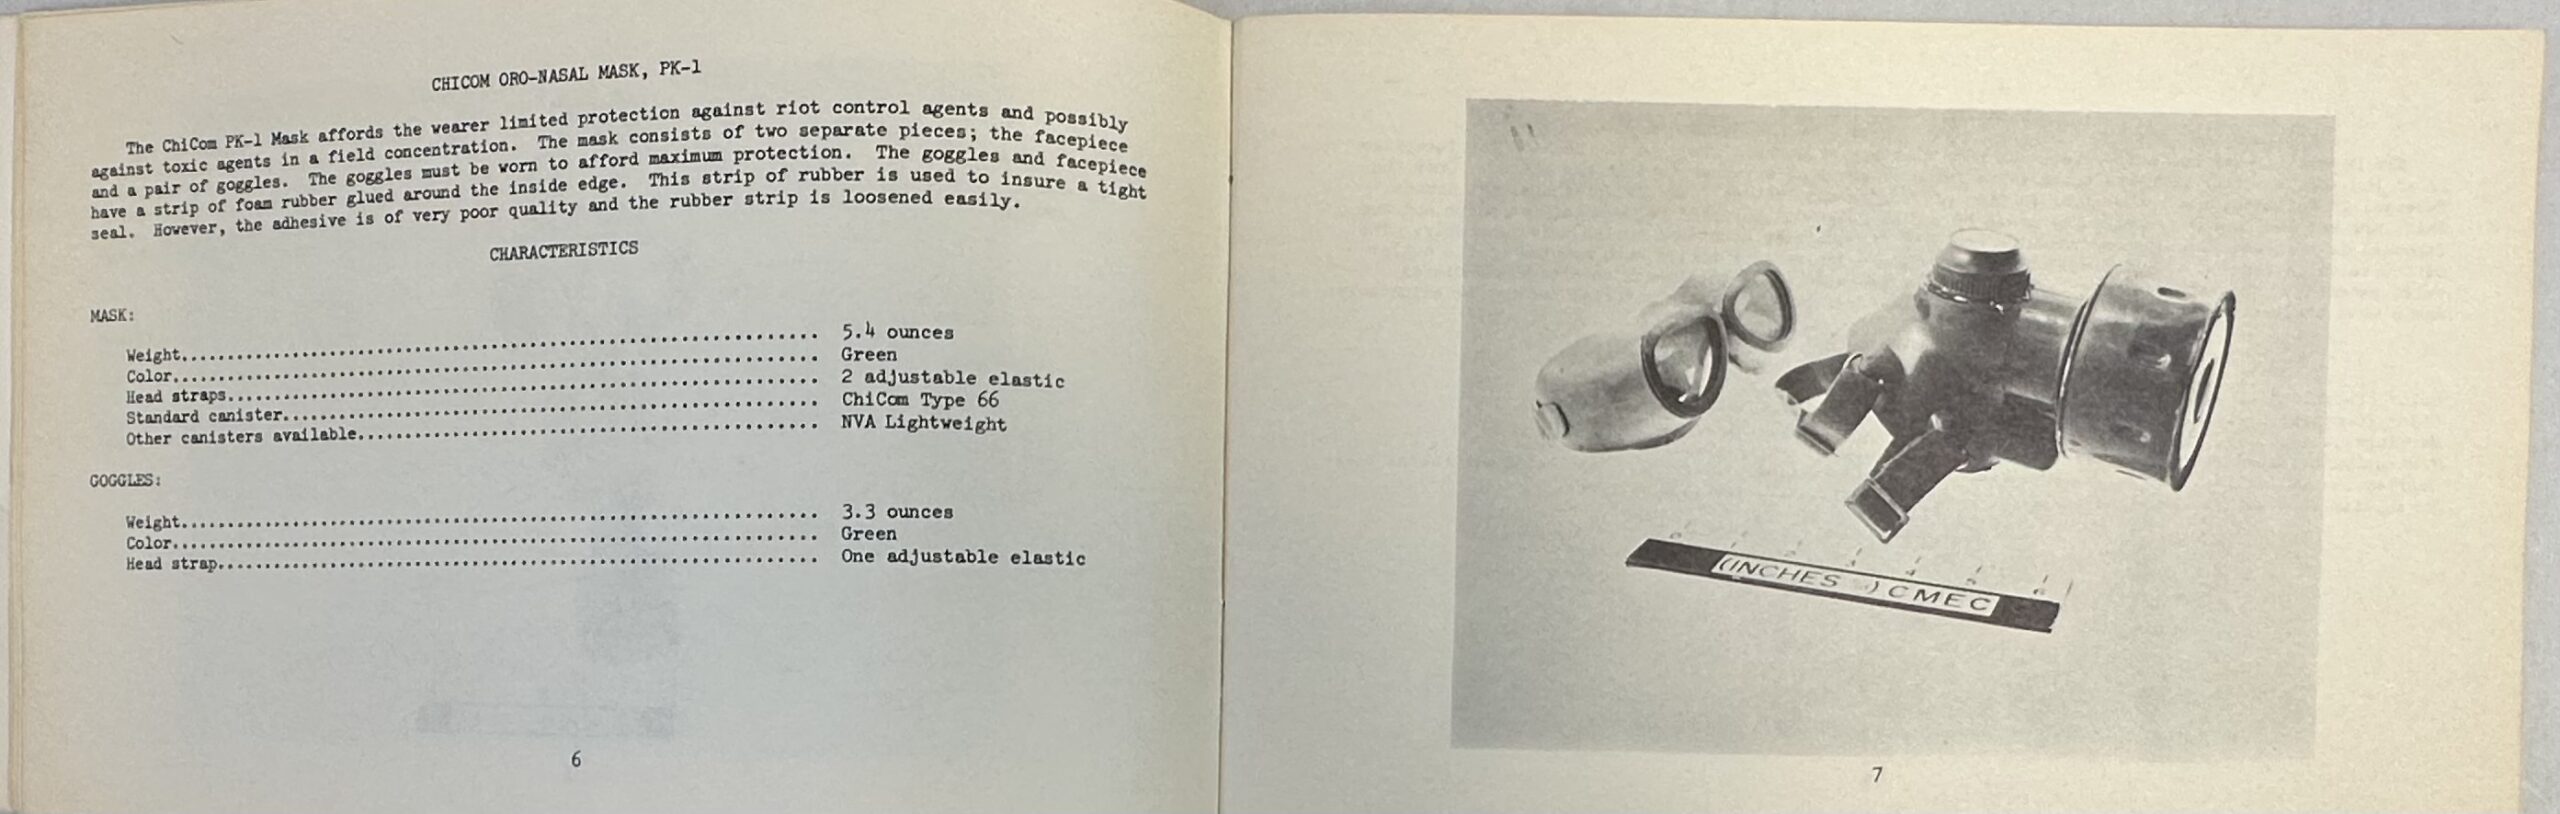 CHICOM ORO-NASAL MASK, PK-1
The ChiCom PK-1 Mask affords the wearer limited protection against riot control agents and possibly
against toxic agents in a field concentration. The mask consists of two separate pieces; the facepiece
and a pair of goggles. The goggles must be worn to afford maximum protection. The goggles and facepiece
have a strip of foam rubber glued around the inside edge. This strip of rubber is used to insure a tight
seal. However, the adhesive is of very poor quality and the rubber strip is loosened easily.
CHARACTERISTICS
MASK:
Weight.......... 5.4 ounces
Color.......... Green
Head straps.......... 2 adjustable elastic
Standard canister.......... ChiCom Type 66
Other canisters available.......... NVA Lightweight
GOGGLES:
Weight.......... 3.3 ounces
Color.......... Green
Head strap.......... One adjustable elastic
6
(INCHES ) CMEC
7